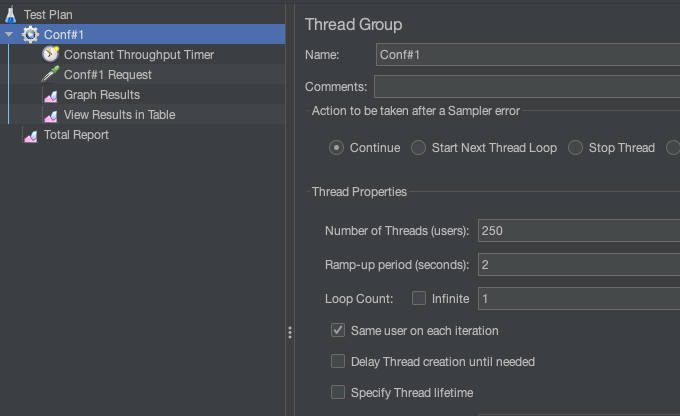 Test Plan
Conf#1
Constant Throughput Timer
Conf#1 Request
Graph Results
View Results in Table
Total Report
Thread Group
Name: Conf#1
Comments:
Action to be taken after a Sampler error
Continue Start Next Thread Loop Stop Thread
Thread Properties
Number of Threads (users): 250
Ramp-up period (seconds): 2
Loop Count: Infinite 1
Same user on each iteration
Delay Thread creation until needed
Specify Thread lifetime